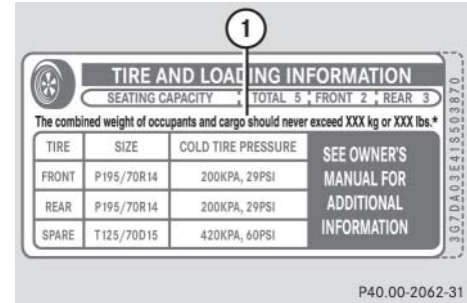 1
TIRE AND LOADING INFORMATION
SEATING CAPACITY TOTAL 5 FRONT 2 REAR 3
The combined weight of occupants and cargo should never exceed XXX kg or XXX lbs.*
TIRE SIZE COLD TIRE PRESSURE SEE OWNER'S MANUAL FOR ADDITIONAL INFORMATION
FRONT P195/70R14 200KPA, 29PSI
REAR P195/70R14 200KPA, 29PSI
SPARE T125/70D15 420KPA, 60PSI
3G7DA03E41S503870
P40.00-2062-31